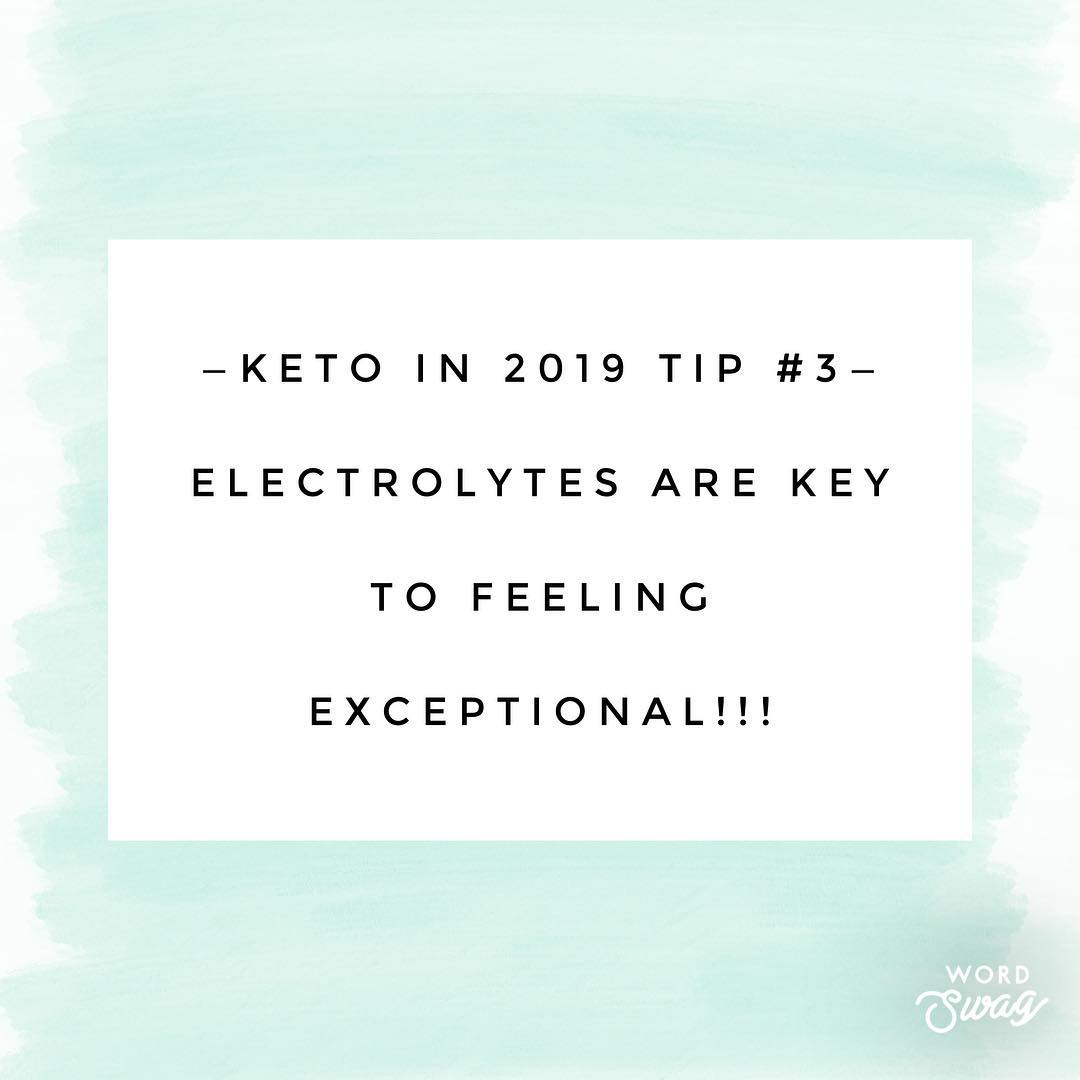 –KETO IN 2019 TIP #3–
ELECTROLYTES ARE KEY
TO FEELING
EXCEPTIONAL!!!
WORD
Swag